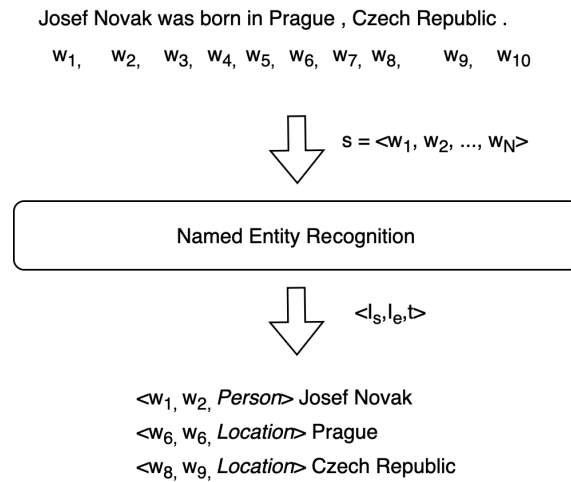 Josef Novak was born in Prague , Czech Republic .
w1, w2, w3, w4, w5, w6, w7, w8, w9, w10
s = <w1, w2, ..., wN>
Named Entity Recognition
<Is,Ie,t>
<w1, w2, Person> Josef Novak
<w6, w6, Location> Prague
<w8, w9, Location> Czech Republic